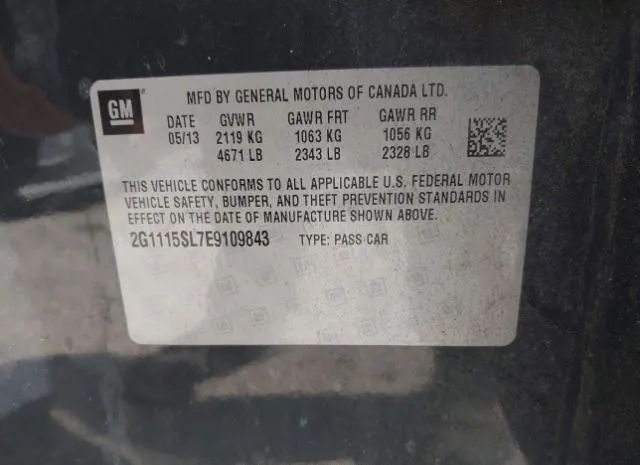 GM
MFD BY GENERAL MOTORS OF CANADA LTD.
DATE GVWR GAWR FRT GAWR RR
05/13 2119 KG 1063 KG 1056 KG
4671 LB 2343 LB 2328 LB
THIS VEHICLE CONFORMS TO ALL APPLICABLE U.S. FEDERAL MOTOR
VEHICLE SAFETY, BUMPER, AND THEFT PREVENTION STANDARDS IN
EFFECT ON THE DATE OF MANUFACTURE SHOWN ABOVE.
2G1115SL7E9109843 TYPE: PASS CAR